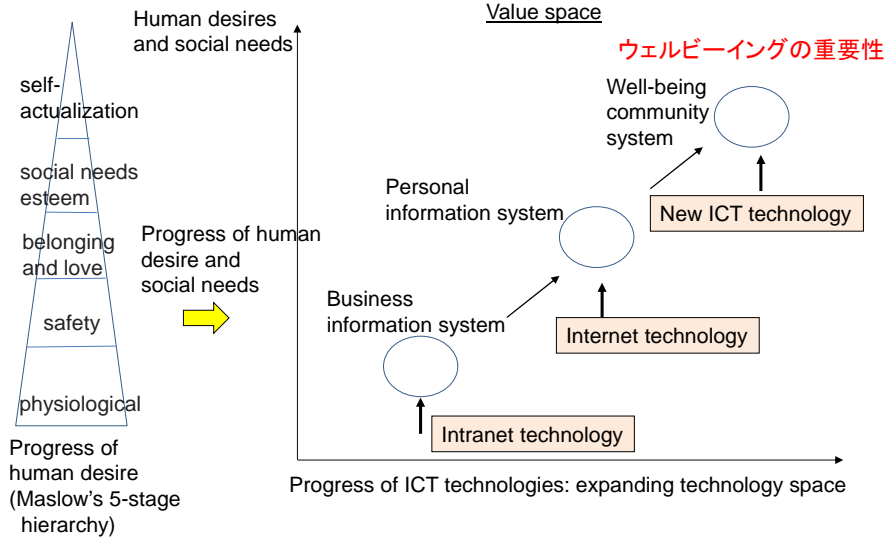 Human desires
and social needs
Value space
ウェルビーイングの重要性
self-
actualization
social needs
esteem
belonging
and love
safety
physiological
Progress of
human desire
(Maslow's 5-stage
hierarchy)
Progress of human
desire and
social needs
Well-being
community
system
New ICT technology
Personal
information system
Internet technology
Business
information system
Intranet technology
Progress of ICT technologies: expanding technology space